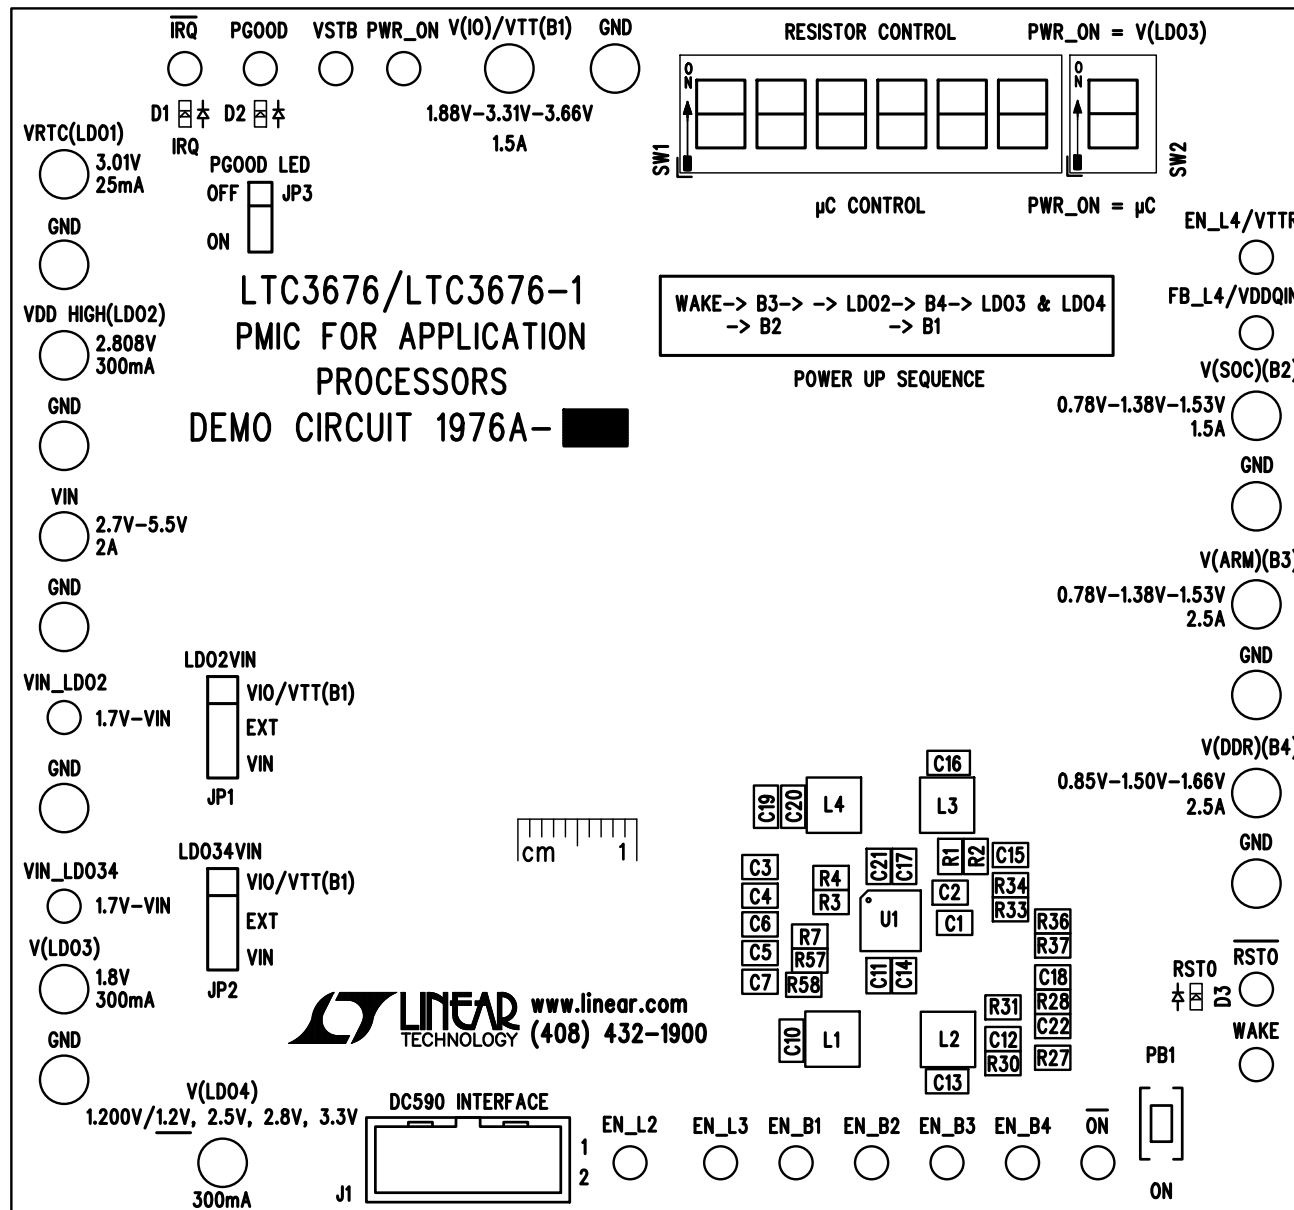 IRQ
PGOOD
VSTB
PWR_ON
V(IO)/VTT(B1)
GND
RESISTOR CONTROL
PWR_ON = V(LDO3)
ON
ON
D1
D2
IRQ
1.88V-3.31V-3.66V
1.5A
SW1
SW2
VRTC(LDO1)
3.01V
25mA
PGOOD LED
OFF
JP3
ON
µC CONTROL
PWR_ON = µC
GND
EN_L4/VTTR
LTC3676/LTC3676-1
PMIC FOR APPLICATION
PROCESSORS
DEMO CIRCUIT 1976A-
WAKE-> B3-> -> LDO2-> B4-> LDO3 & LDO4
-> B2 -> B1
POWER UP SEQUENCE
FB_L4/VDDQIN
VDD HIGH(LDO2)
2.808V
300mA
V(SOC)(B2)
0.78V-1.38V-1.53V
1.5A
GND
GND
VIN
2.7V-5.5V
2A
V(ARM)(B3)
0.78V-1.38V-1.53V
2.5A
GND
GND
LDO2VIN
VIN_LDO2
1.7V-VIN
VIO/VTT(B1)
EXT
VIN
JP1
V(DDR)(B4)
0.85V-1.50V-1.66V
2.5A
GND
GND
LDO34VIN
VIN_LDO34
1.7V-VIN
VIO/VTT(B1)
EXT
VIN
JP2
cm 1
C16
C19
C20
L4
L3
C3
C4
C6
C5
C7
R4
R3
C21
C17
R1
R2
C15
C2
C1
R34
R33
U1
R7
R57
R58
C11
C14
R36
R37
C18
R28
C22
R27
R31
C12
R30
C10
L1
L2
C13
V(LDO3)
1.8V
300mA
GND
LINEAR
TECHNOLOGY
www.linear.com
(408) 432-1900
RSTO
RSTO
D3
WAKE
PB1
ON
V(LDO4)
1.200V/1.2V, 2.5V, 2.8V, 3.3V
300mA
DC590 INTERFACE
1
2
J1
EN_L2
EN_L3
EN_B1
EN_B2
EN_B3
EN_B4
ON